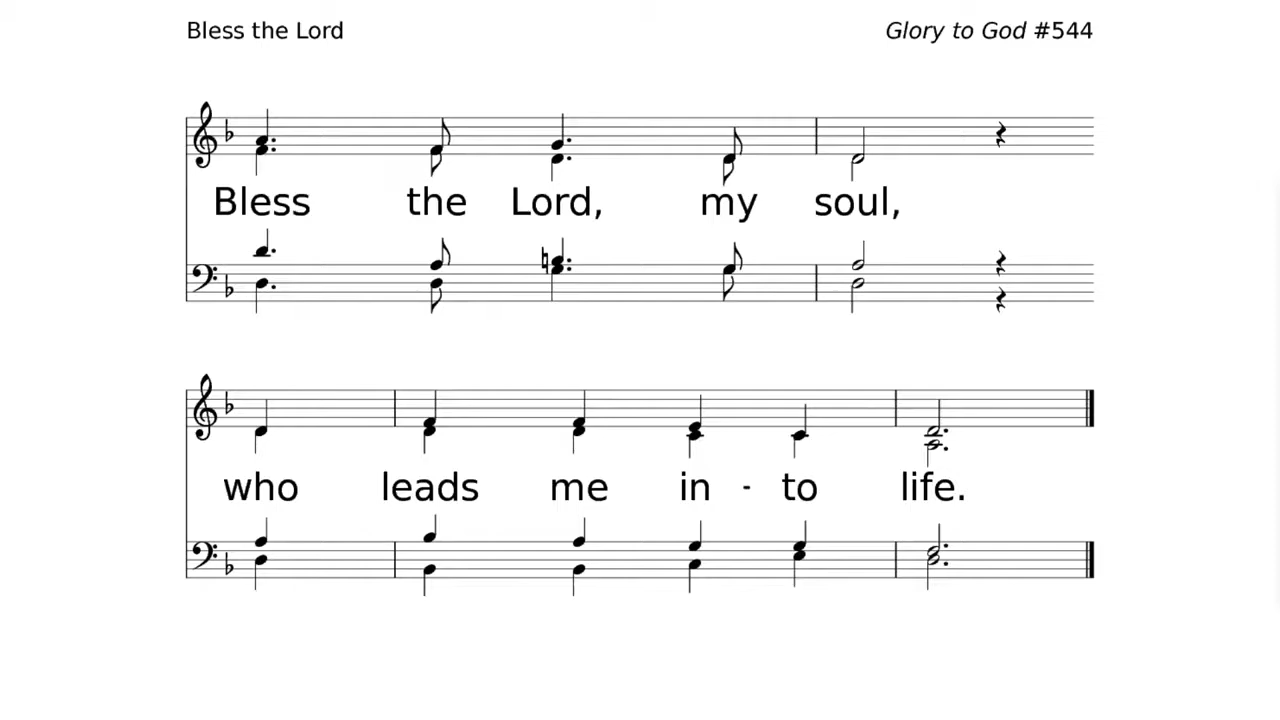 Bless the Lord
Glory to God #544
Bless the Lord, my soul,
who leads me in - to life.